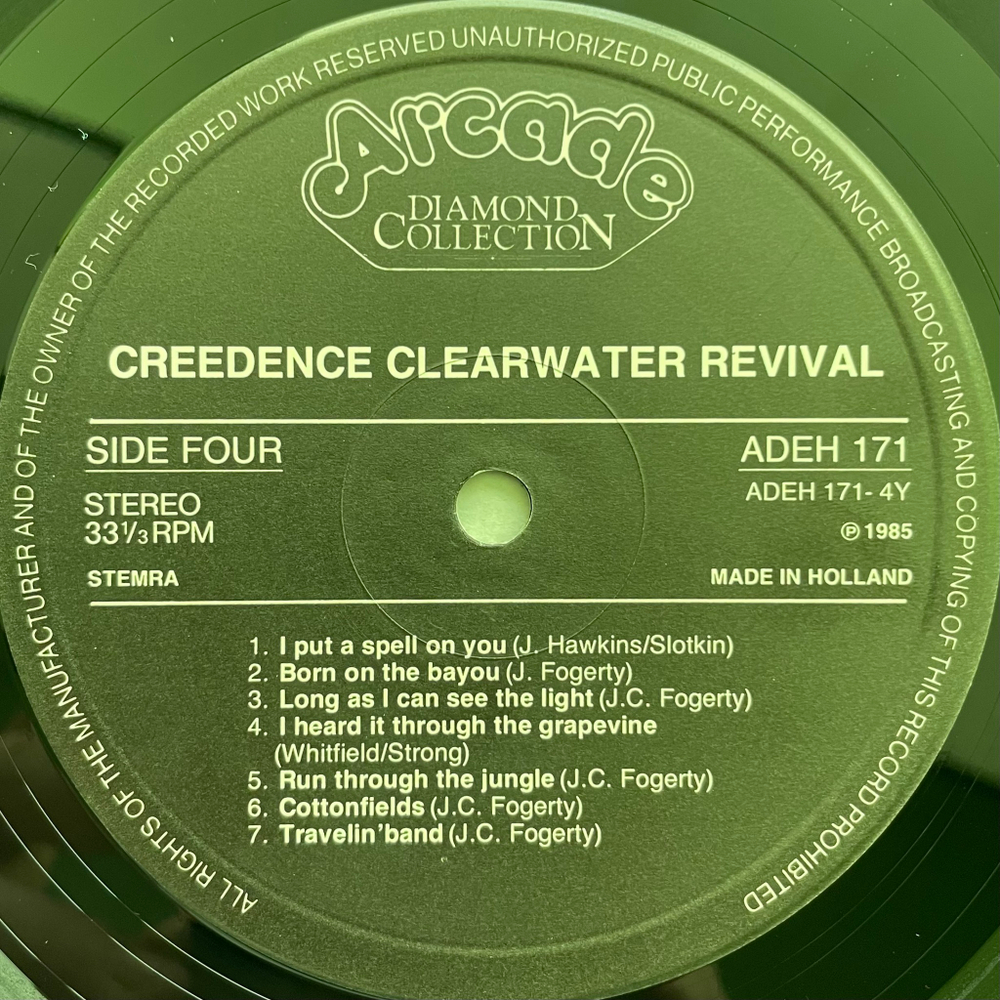 ALL RIGHTS OF THE MANUFACTURER AND OF THE OWNER OF THE RECORDED WORK RESERVED UNAUTHORIZED PUBLIC PERFORMANCE BROADCASTING AND COPYING OF THIS RECORD PROHIBITED
Arcade
DIAMOND
COLLECTION
CREEDENCE CLEARWATER REVIVAL
SIDE FOUR
ADEH 171
STEREO
ADEH 171-4Y
33⅓RPM
℗ 1985
STEMRA
MADE IN HOLLAND
1. I put a spell on you (J. Hawkins/Slotkin)
2. Born on the bayou (J. Fogerty)
3. Long as I can see the light (J.C. Fogerty)
4. I heard it through the grapevine
(Whitfield/Strong)
5. Run through the jungle (J.C. Fogerty)
6. Cottonfields (J.C. Fogerty)
7. Travelin'band (J.C. Fogerty)